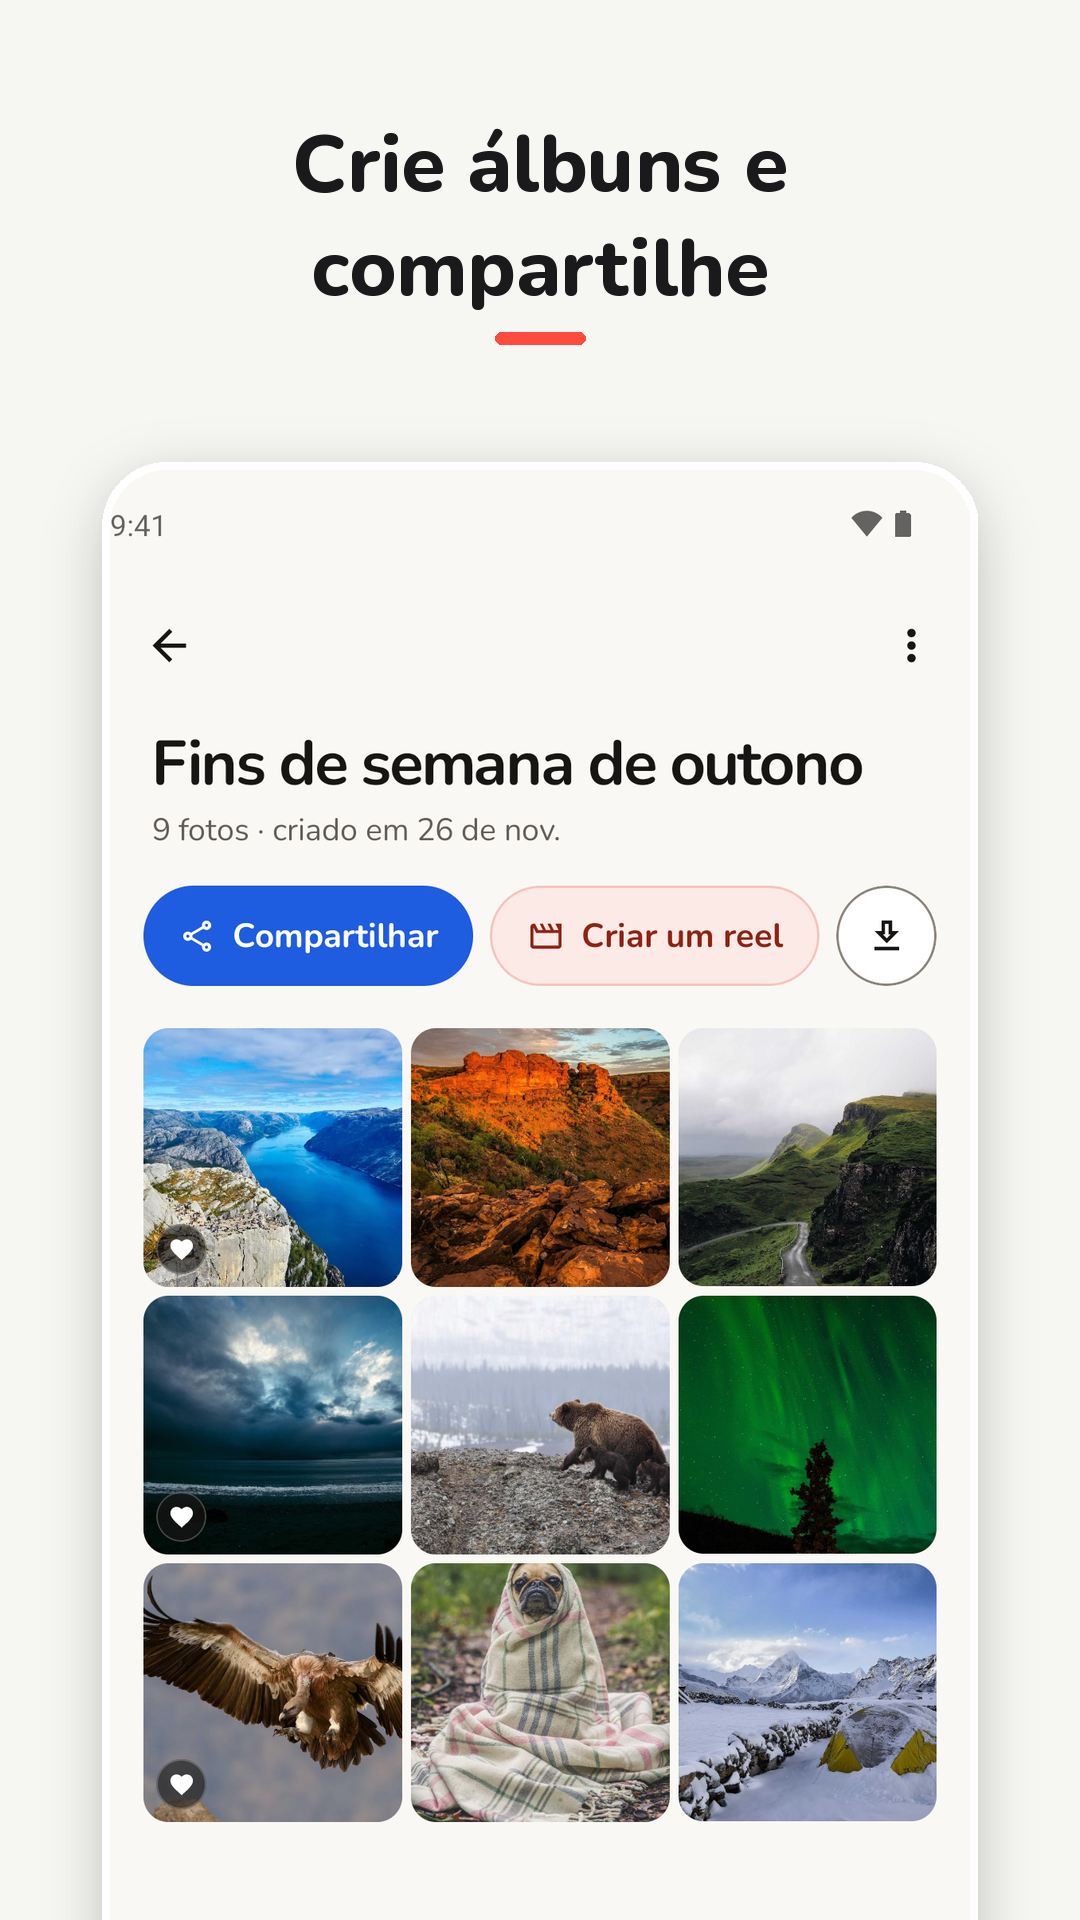 Crie álbuns e
compartilhe
9:41
Fins de semana de outono
9 fotos · criado em 26 de nov.
Compartilhar
Criar um reel